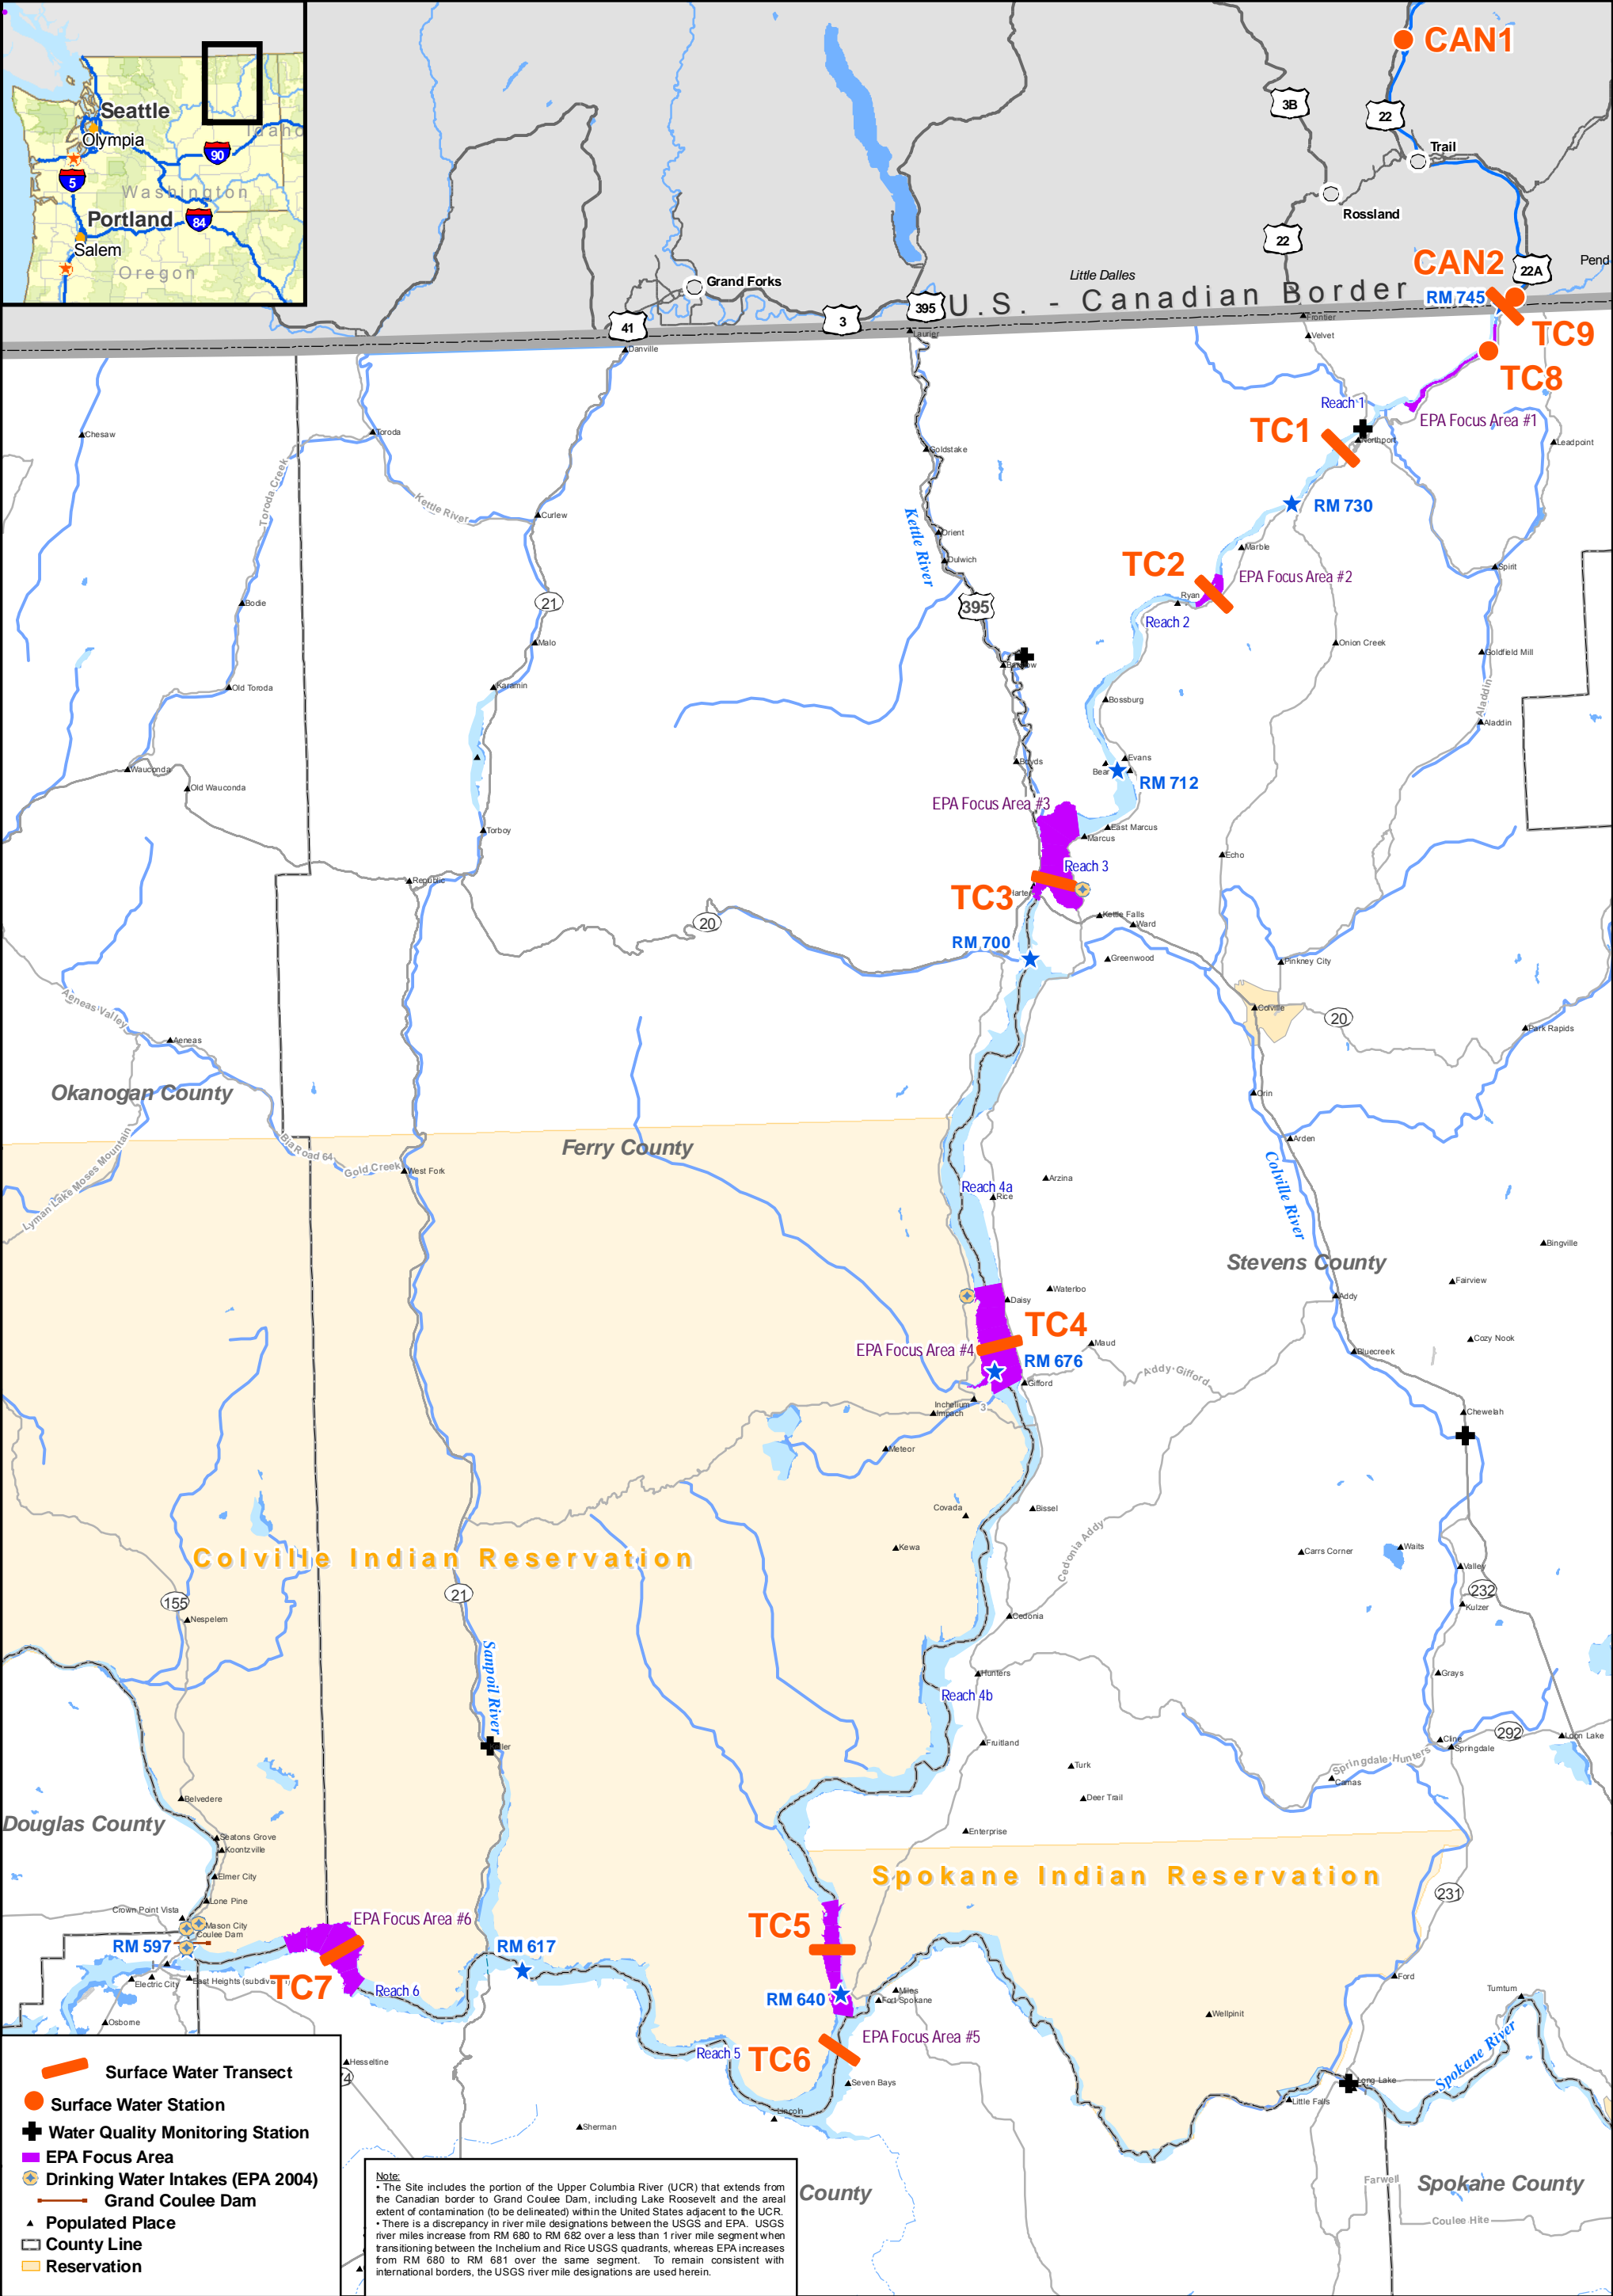 Seattle
Olympia
Idaho
90
5
Washington
Portland
84
Salem
Oregon
CAN1
3B
22
Trail
Rossland
22
CAN2
22A
Pend
Little Dalles
Grand Forks
U.S. - Canadian Border
RM 745
395
41
3
TC9
Frontier
Laurier
Velvet
Danville
TC8
Reach 1
EPA Focus Area #1
TC1
Northport
Leadpoint
Chesaw
Toroda
Goldstake
Toroda Creek
Kettle River
Curlew
RM 730
Kettle River
Orient
Marble
Dulwich
TC2
EPA Focus Area #2
Spirit
Ryan
Bodie
21
395
Reach 2
Malo
Onion Creek
Goldfield Mill
Old Toroda
Karamin
Bossburg
Aladdin
Aladdin
Wauconda
Boyds
Evans
Bear
RM 712
Old Wauconda
EPA Focus Area #3
Torboy
East Marcus
Marcus
Echo
Reach 3
Republic
TC3
Kettle Falls
Ward
20
RM 700
Greenwood
Pinkney City
Aeneas Valley
Colville
20
Park Rapids
Aeneas
Okanogan County
Orin
Bia Road 64
Ferry County
Arden
Lyman Lake Moses Mountain
Gold Creek
West Fork
Colville River
Arzina
Reach 4a
Rice
Bingville
Stevens County
Fairview
Waterloo
Daisy
Addy
TC4
Cozy Nook
EPA Focus Area #4
Maud
RM 676
Bluecreek
Addy-Gifford
Gifford
Inchelium
3
Impach
Chewelah
Meteor
Covada
Bissel
Cedonia Addy
Kewa
Carrs Corner
Waits
Colville Indian Reservation
Valley
155
21
232
Nespelem
Kulzer
Cedonia
Sanpoil River
Hunters
Grays
Reach 4b
292
Fruitland
Cline
Springdale
Loon Lake
Turk
Springdale-Hunters
Camas
Belvedere
Deer Trail
Douglas County
Enterprise
Seatons Grove
Koontzville
Elmer City
Spokane Indian Reservation
Lone Pine
231
Crown Point Vista
EPA Focus Area #6
Mason City
TC5
Coulee Dam
RM 597
RM 617
Electric City
East Heights
TC7
Reach 6
Ford
Miles
RM 640
Fort Spokane
Tumtum
Wellpinit
Osborne
EPA Focus Area #5
Reach 5
TC6
Spokane River
Hesseltine
Seven Bays
Long Lake
Little Falls
Lincoln
Sherman
Surface Water Transect
Surface Water Station
Water Quality Monitoring Station
EPA Focus Area
Drinking Water Intakes (EPA 2004)
Grand Coulee Dam
Populated Place
County Line
Reservation
Note:
• The Site includes the portion of the Upper Columbia River (UCR) that extends from
the Canadian border to Grand Coulee Dam, including Lake Roosevelt and the areal
extent of contamination (to be delineated) within the United States adjacent to the UCR.
• There is a discrepancy in river mile designations between the USGS and EPA. USGS
river miles increase from RM 680 to RM 682 over a less than 1 river mile segment when
transitioning between the Inchelium and Rice USGS quadrants, whereas EPA increases
from RM 680 to RM 681 over the same segment. To remain consistent with
international borders, the USGS river mile designations are used herein.
County
Farwell
Spokane County
Coulee Hite